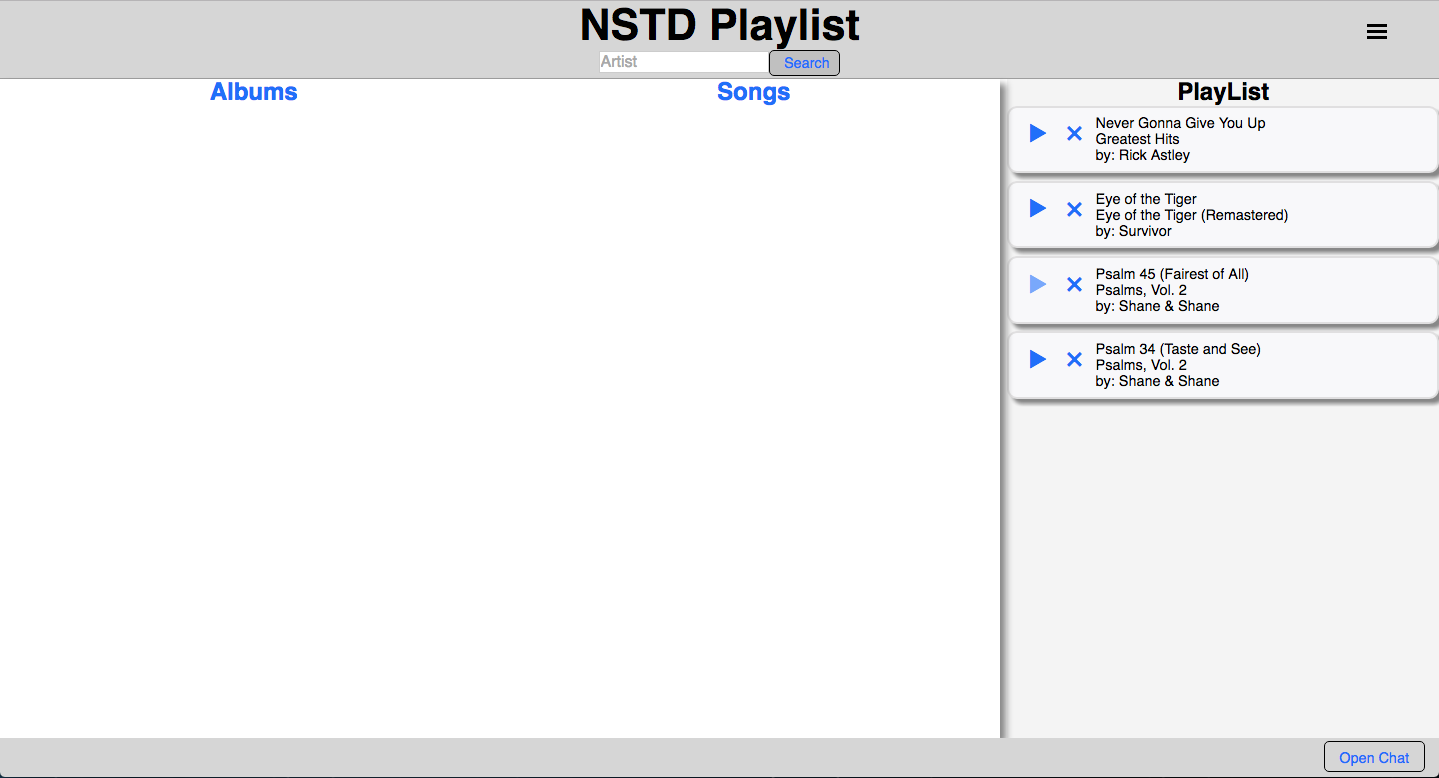 NSTD Playlist
Artist
Search
Albums
Songs
PlayList
Never Gonna Give You Up
Greatest Hits
by: Rick Astley
Eye of the Tiger
Eye of the Tiger (Remastered)
by: Survivor
Psalm 45 (Fairest of All)
Psalms, Vol. 2
by: Shane & Shane
Psalm 34 (Taste and See)
Psalms, Vol. 2
by: Shane & Shane
Open Chat